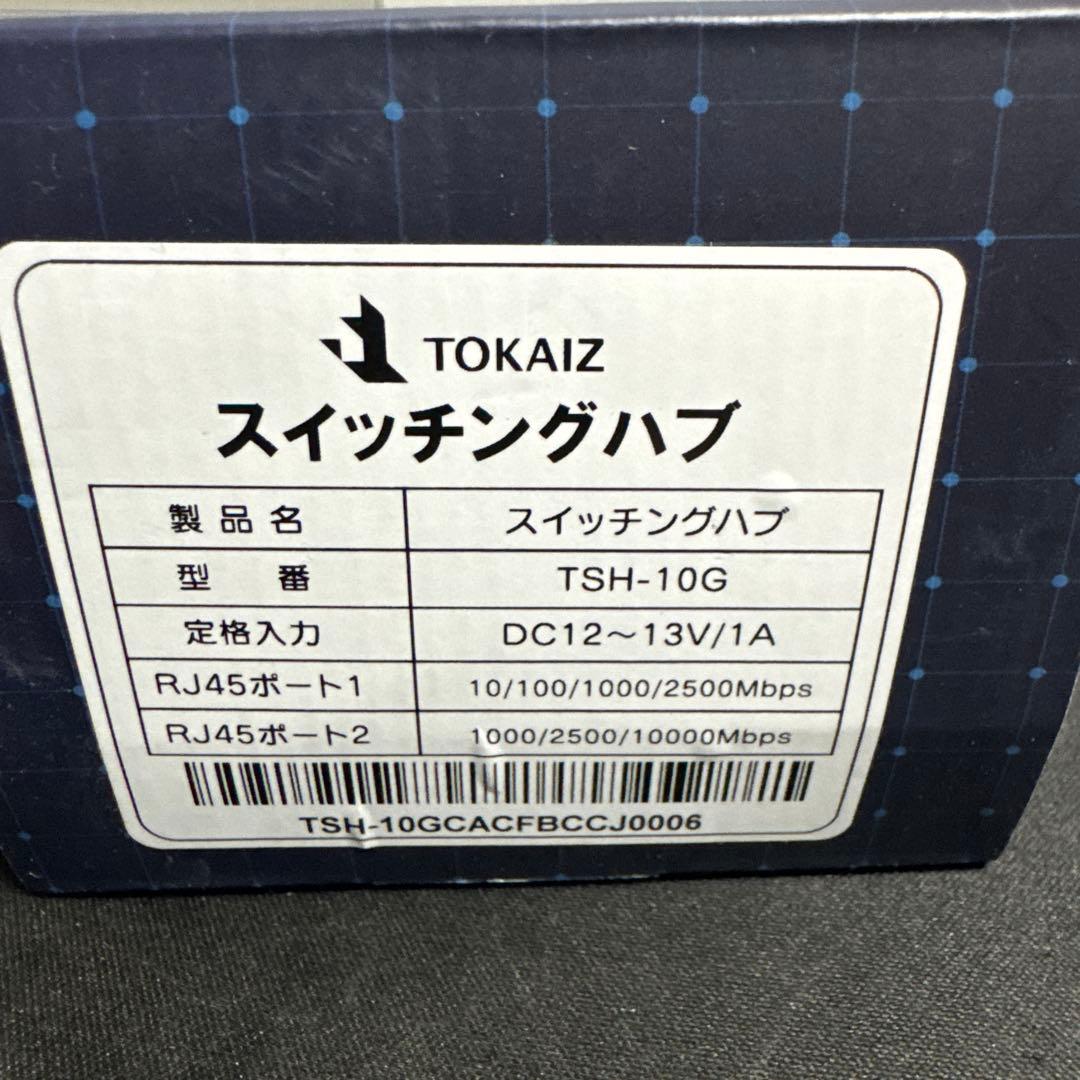 TOKAIZ
スイッチングハブ
製品名 スイッチングハブ
型 番 TSH-10G
定格入力 DC12～13V/1A
RJ45ポート1 10/100/1000/2500Mbps
RJ45ポート2 1000/2500/10000Mbps
TSH-10GCACFBCCJ0006